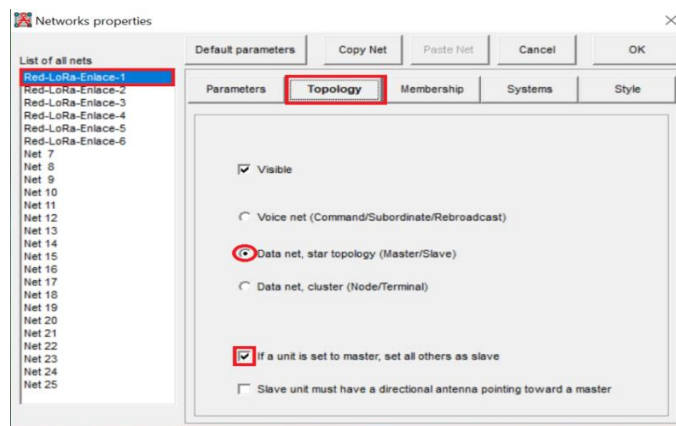 Networks properties
List of all nets
Default parameters Copy Net Paste Net Cancel OK
Red-LoRa-Enlace-1
Red-LoRa-Enlace-2
Red-LoRa-Enlace-3
Red-LoRa-Enlace-4
Red-LoRa-Enlace-5
Red-LoRa-Enlace-6
Net 7
Net 8
Net 9
Net 10
Net 11
Net 12
Net 13
Net 14
Net 15
Net 16
Net 17
Net 18
Net 19
Net 20
Net 21
Net 22
Net 23
Net 24
Net 25
Parameters Topology Membership Systems Style
Visible
Voice net (Command/Subordinate/Rebroadcast)
Data net, star topology (Master/Slave)
Data net, cluster (Node/Terminal)
If a unit is set to master, set all others as slave
Slave unit must have a directional antenna pointing toward a master